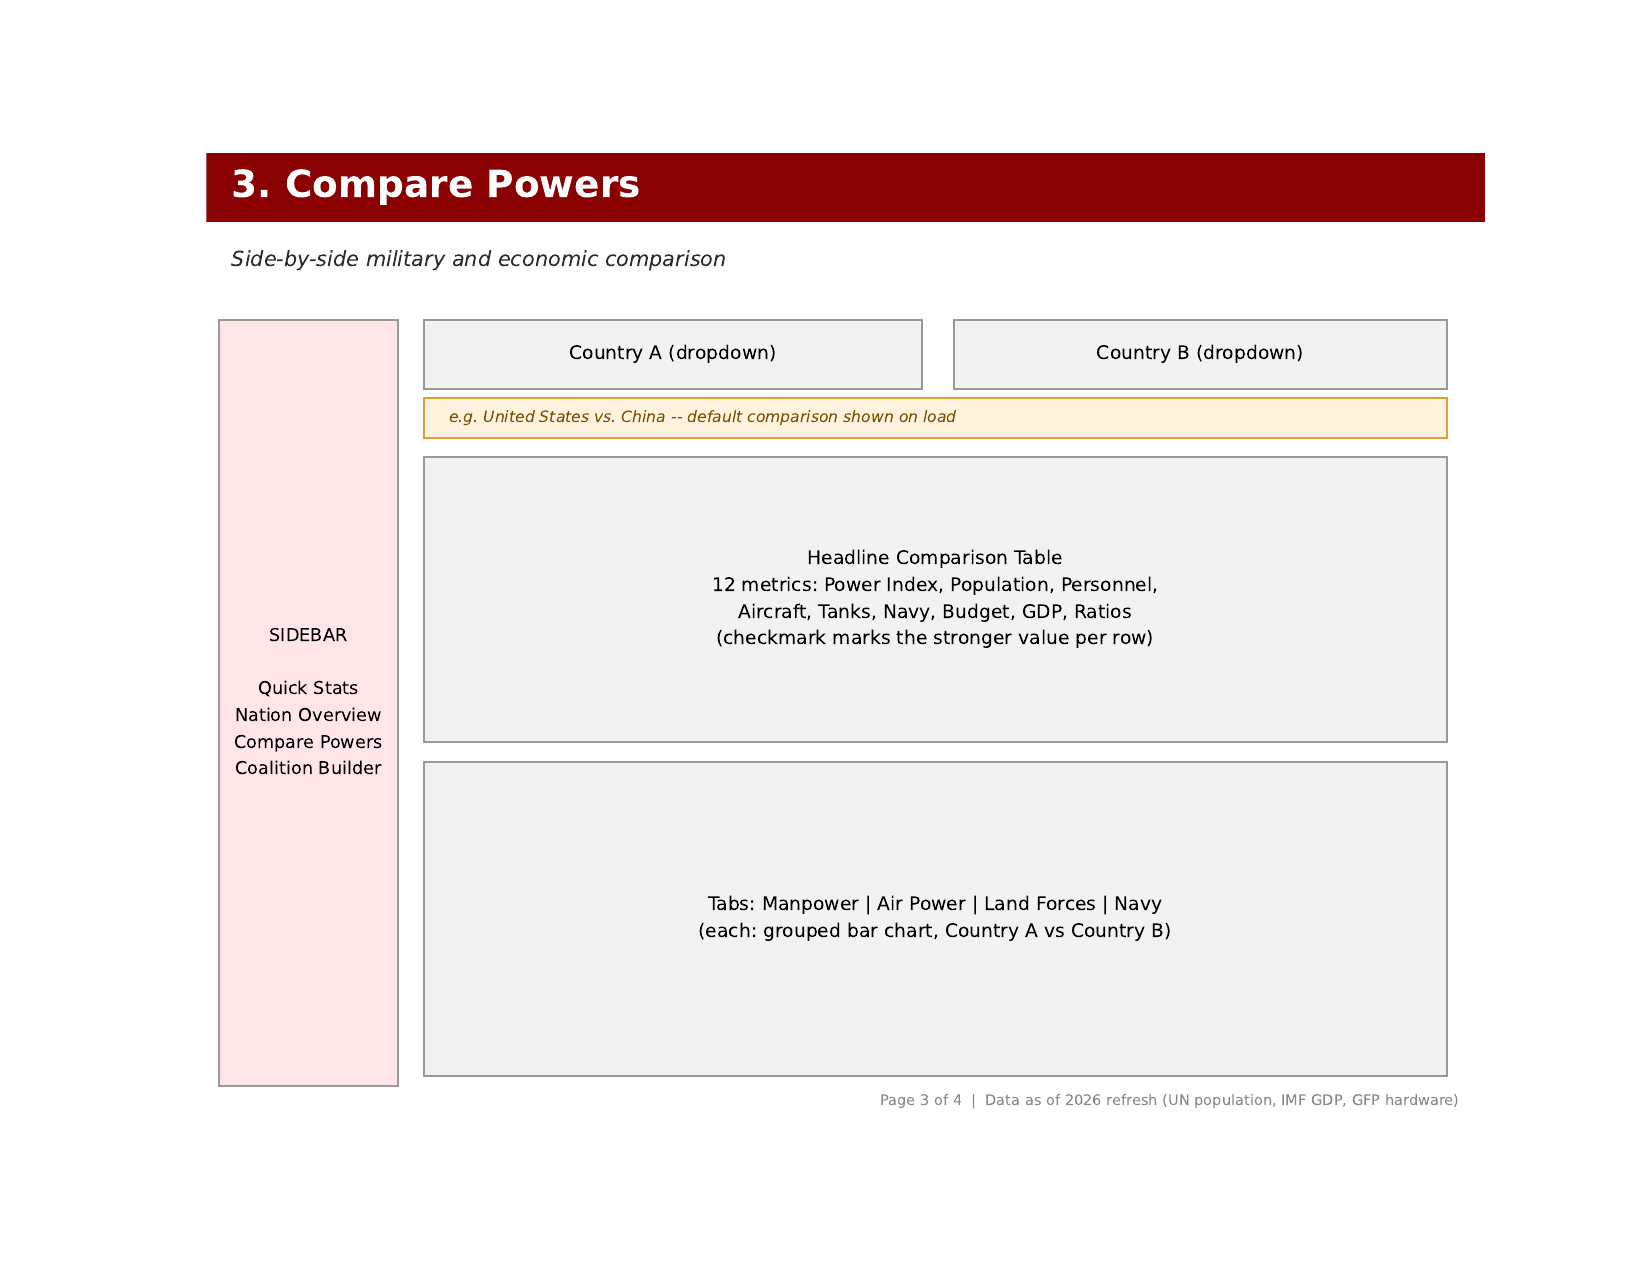 3. Compare Powers
Side-by-side military and economic comparison
SIDEBAR
Quick Stats
Nation Overview
Compare Powers
Coalition Builder
Country A (dropdown)
Country B (dropdown)
e.g. United States vs. China -- default comparison shown on load
Headline Comparison Table
12 metrics: Power Index, Population, Personnel,
Aircraft, Tanks, Navy, Budget, GDP, Ratios
(checkmark marks the stronger value per row)
Tabs: Manpower | Air Power | Land Forces | Navy
(each: grouped bar chart, Country A vs Country B)
Page 3 of 4 | Data as of 2026 refresh (UN population, IMF GDP, GFP hardware)